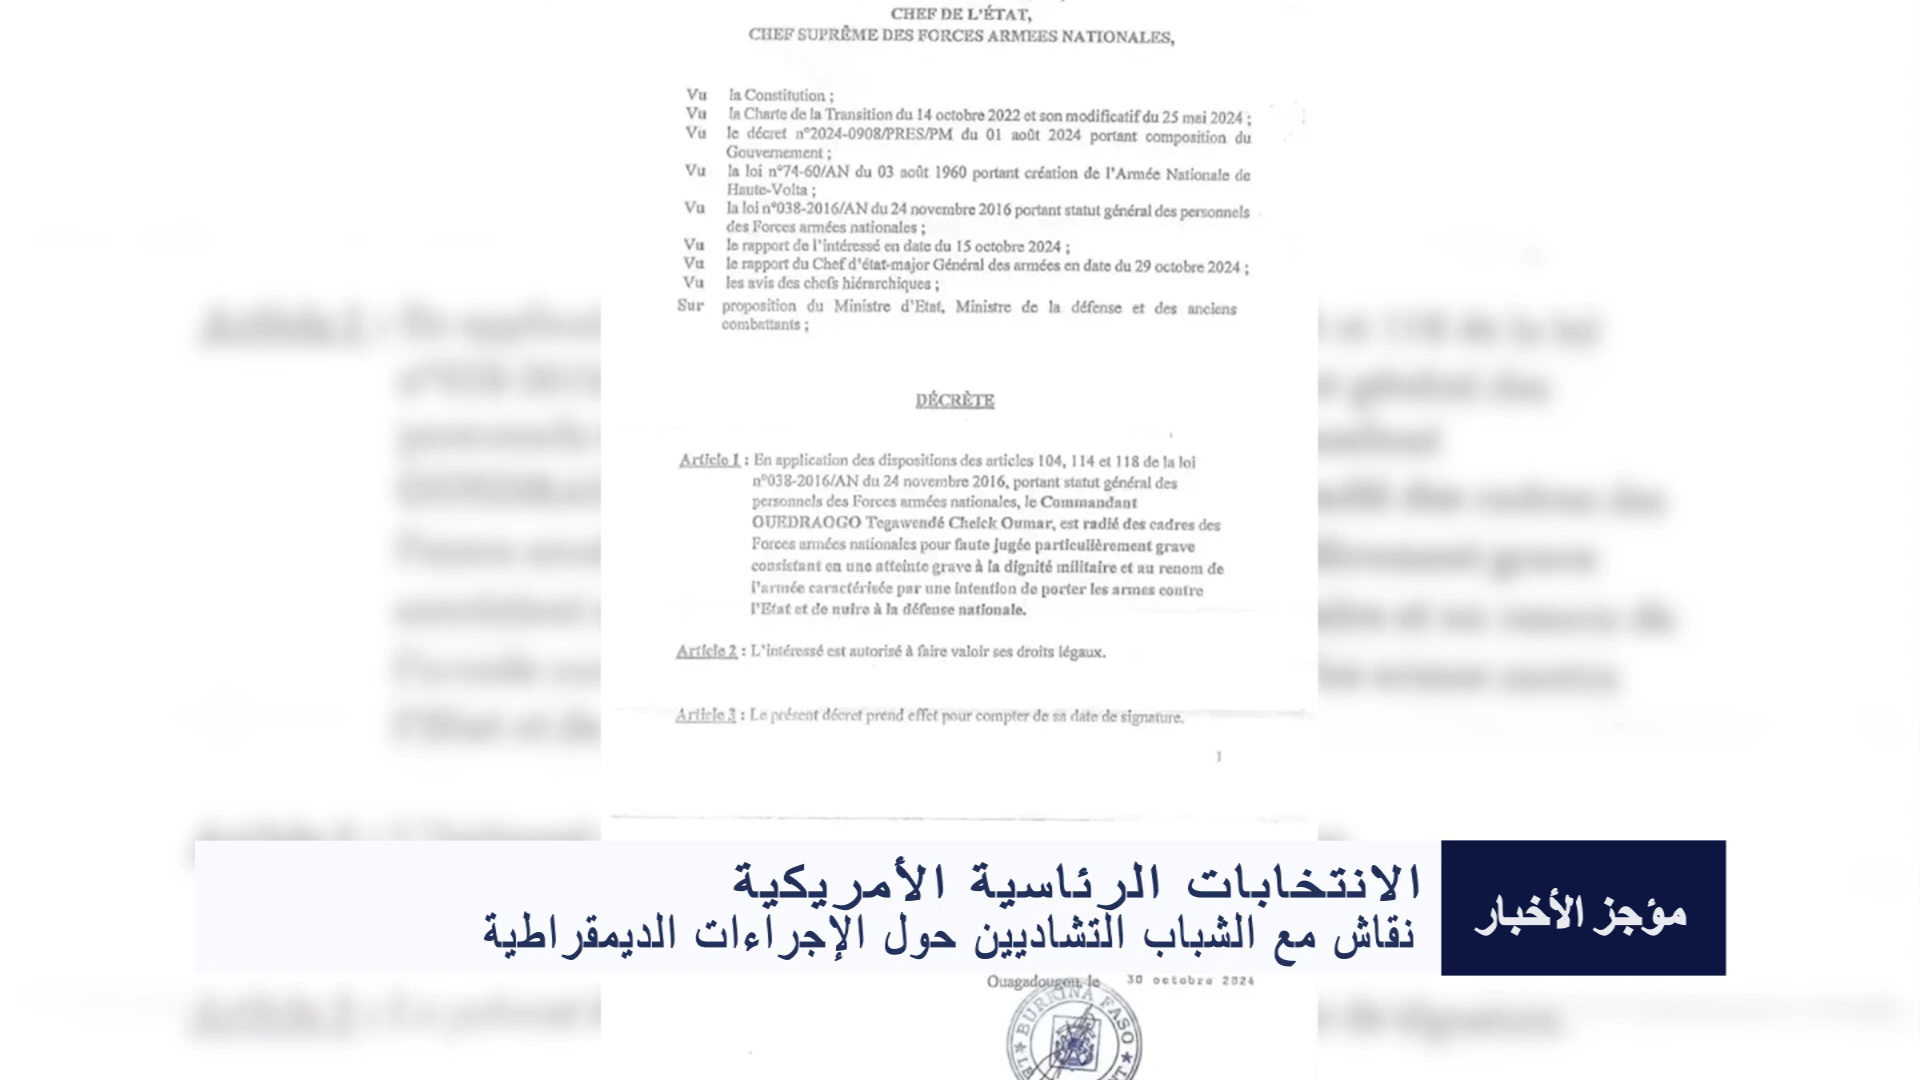 CHEF DE L'ÉTAT,
CHEF SUPRÊME DES FORCES ARMEES NATIONALES,
Vu la Constitution ;
Vu la Charte de la Transition du 14 octobre 2022 et son modificatif du 25 mai 2024 ;
Vu le décret n°2024-0908/PRES/PM du 01 août 2024 portant composition du
Gouvernement ;
Vu la loi n°74-60/AN du 03 août 1960 portant création de l'Armée Nationale de
Haute-Volta ;
Vu la loi n°038-2016/AN du 24 novembre 2016 portant statut général des personnels
des Forces armées nationales ;
Vu le rapport de l'intéressé en date du 15 octobre 2024 ;
Vu le rapport du Chef d'état-major Général des armées en date du 29 octobre 2024 ;
Vu les avis des chefs hiérarchiques ;
Sur proposition du Ministre d'Etat, Ministre de la défense et des anciens
combattants ;
DÉCRÈTE
Article 1 : En application des dispositions des articles 104, 114 et 118 de la loi
n°038-2016/AN du 24 novembre 2016, portant statut général des
personnels des Forces armées nationales, le Commandant
OUEDRAOGO Tegawendé Cheick Oumar, est radié des cadres des
Forces armées nationales pour faute jugée particulièrement grave
consistant en une atteinte grave à la dignité militaire et au renom de
l'armée caractérisée par une intention de porter les armes contre
l'Etat et de nuire à la défense nationale.
Article 2 : L'intéressé est autorisé à faire valoir ses droits légaux.
Article 3 : Le présent décret prend effet pour compter de sa date de signature.
1
مؤجز الأخبار
الانتخابات الرئاسية الأمريكية
نقاش مع الشباب التشاديين حول الإجراءات الديمقراطية
Ouagadougou, le 30 octobre 2024
BURKINA FASO